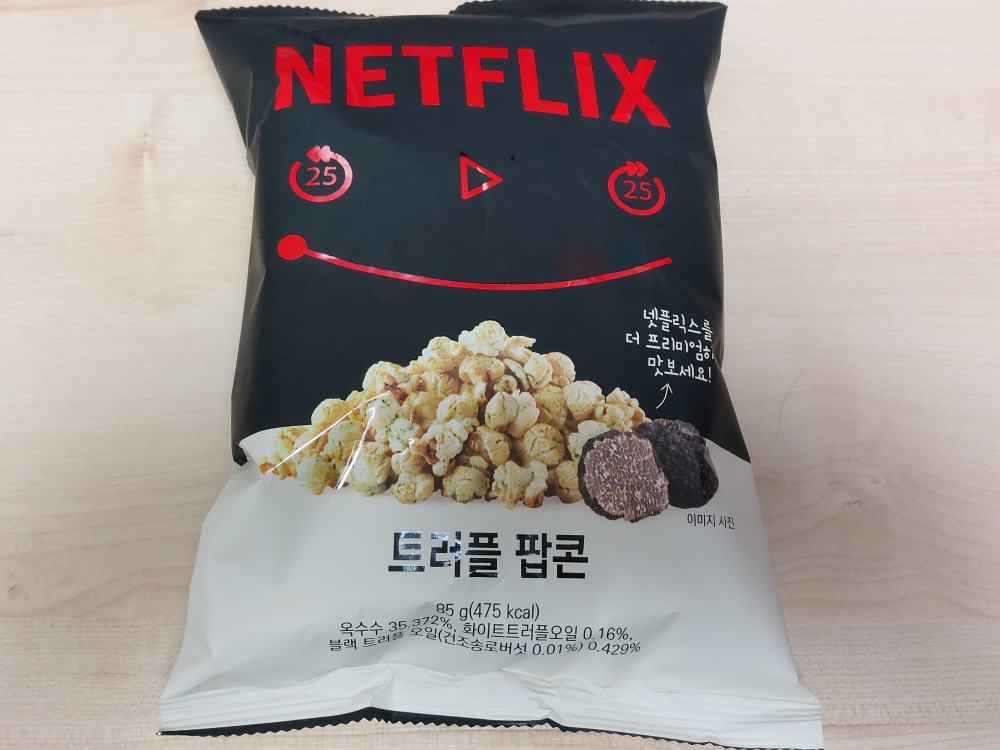 NETFLIX
25
25
넷플릭스를
더 프리미엄하게
맛보세요!
이미지 사진
트러플 팝콘
85 g(475 kcal)
옥수수 35.372%, 화이트트러플오일 0.16%,
블랙 트러플 오일(건조송로버섯 0.01%) 0.429%